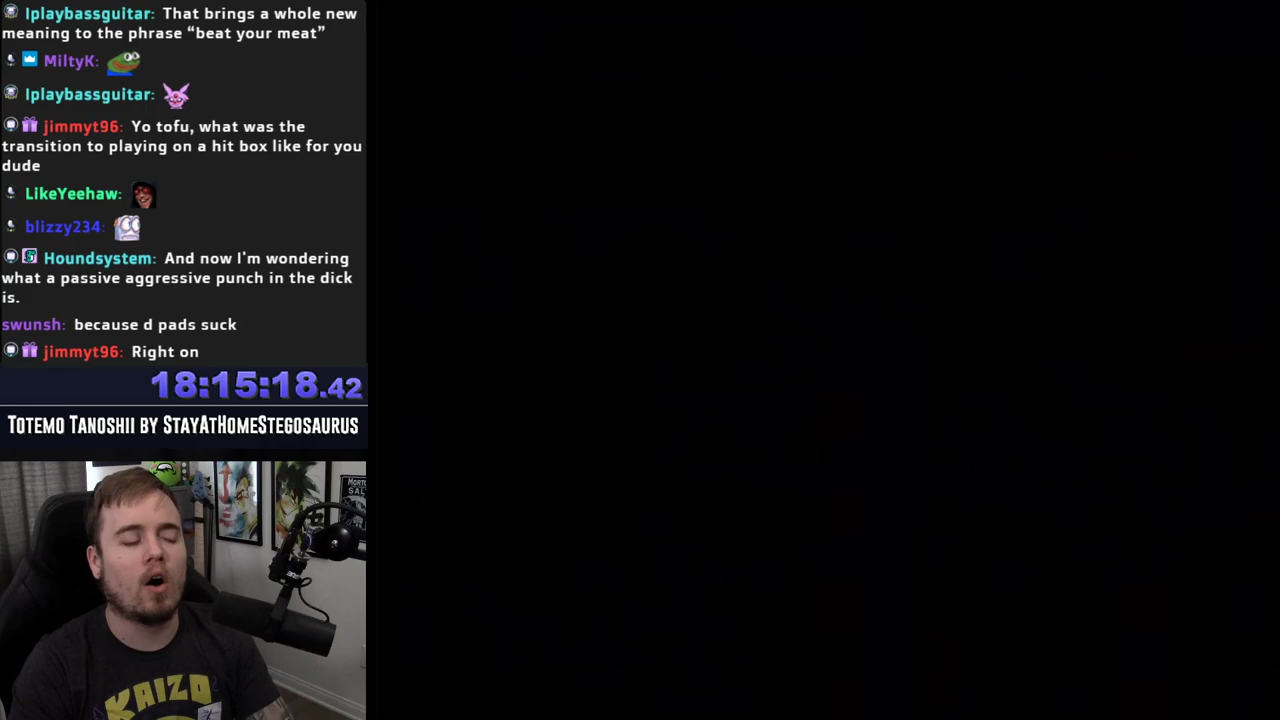 Iplaybassguitar: That brings a whole new
meaning to the phrase “beat your meat”
MiltyK:
Iplaybassguitar:
jimmyt96: Yo tofu, what was the
transition to playing on a hit box like for you
dude
LikeYeehaw:
blizzy234:
Houndsystem: And now I'm wondering
what a passive aggressive punch in the dick
is.
swunsh: because d pads suck
jimmyt96: Right on
18:15:18.42
Totemo Tanoshii by StayAtHomeStegosaurus
MORTON
SAL
KAIZO